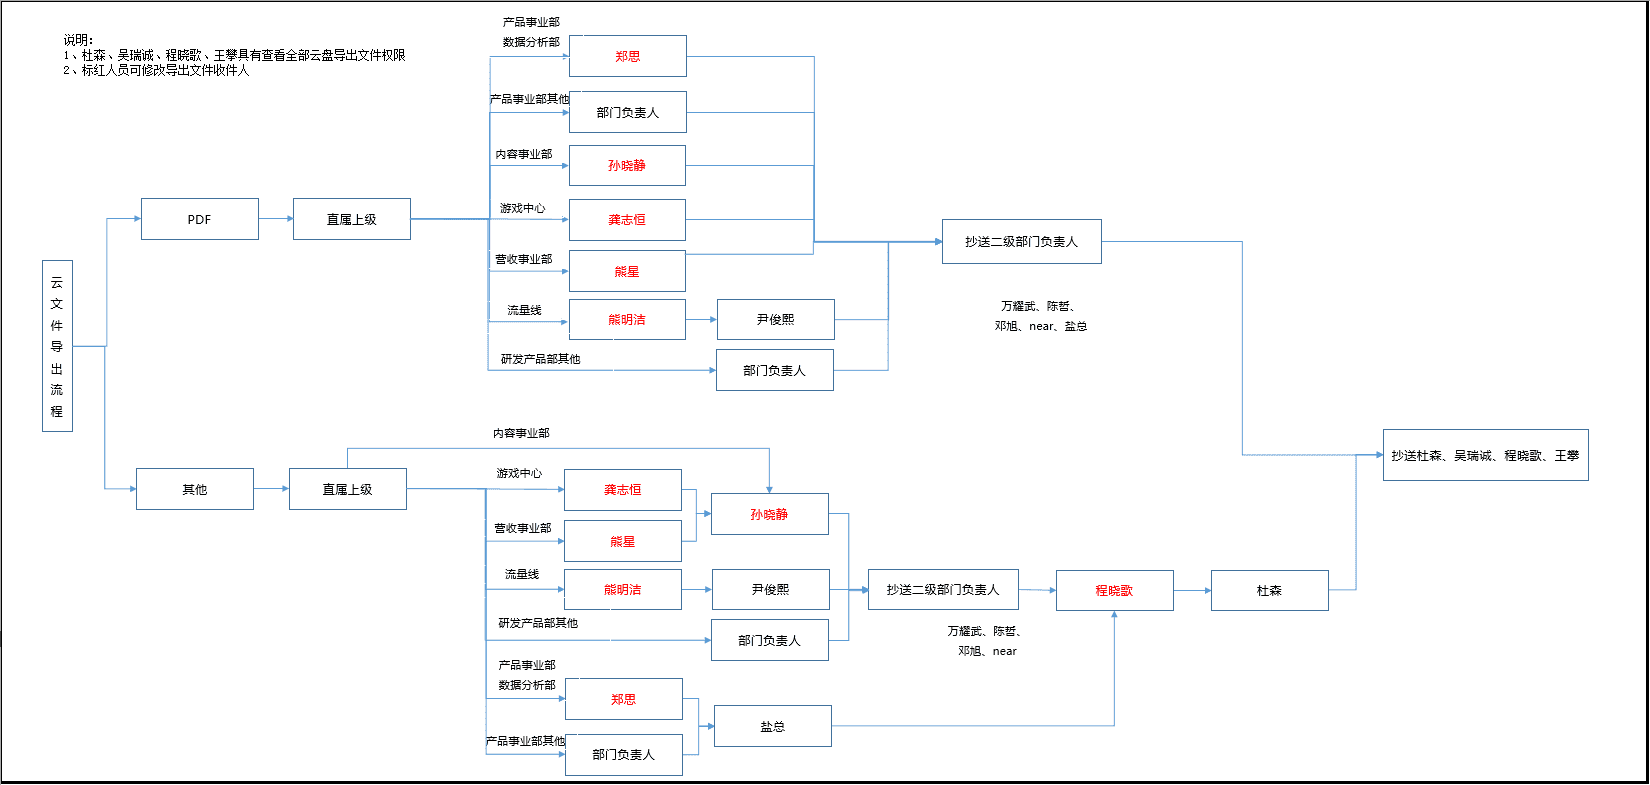 说明：
1、杜森、吴瑞诚、程晓歌、王攀具有查看全部云盘导出文件权限
2、标红人员可修改导出文件收件人
云文件导出流程
PDF
直属上级
产品事业部
数据分析部
郑思
产品事业部其他
部门负责人
内容事业部
孙晓静
游戏中心
龚志恒
营收事业部
熊星
流量线
熊明洁
尹俊熙
研发产品部其他
部门负责人
抄送二级部门负责人
万耀武、陈哲、
邓旭、near、盐总
抄送杜森、吴瑞诚、程晓歌、王攀
其他
直属上级
内容事业部
游戏中心
龚志恒
孙晓静
营收事业部
熊星
流量线
熊明洁
尹俊熙
研发产品部其他
部门负责人
抄送二级部门负责人
万耀武、陈哲、
邓旭、near
程晓歌
杜森
产品事业部
数据分析部
郑思
盐总
产品事业部其他
部门负责人